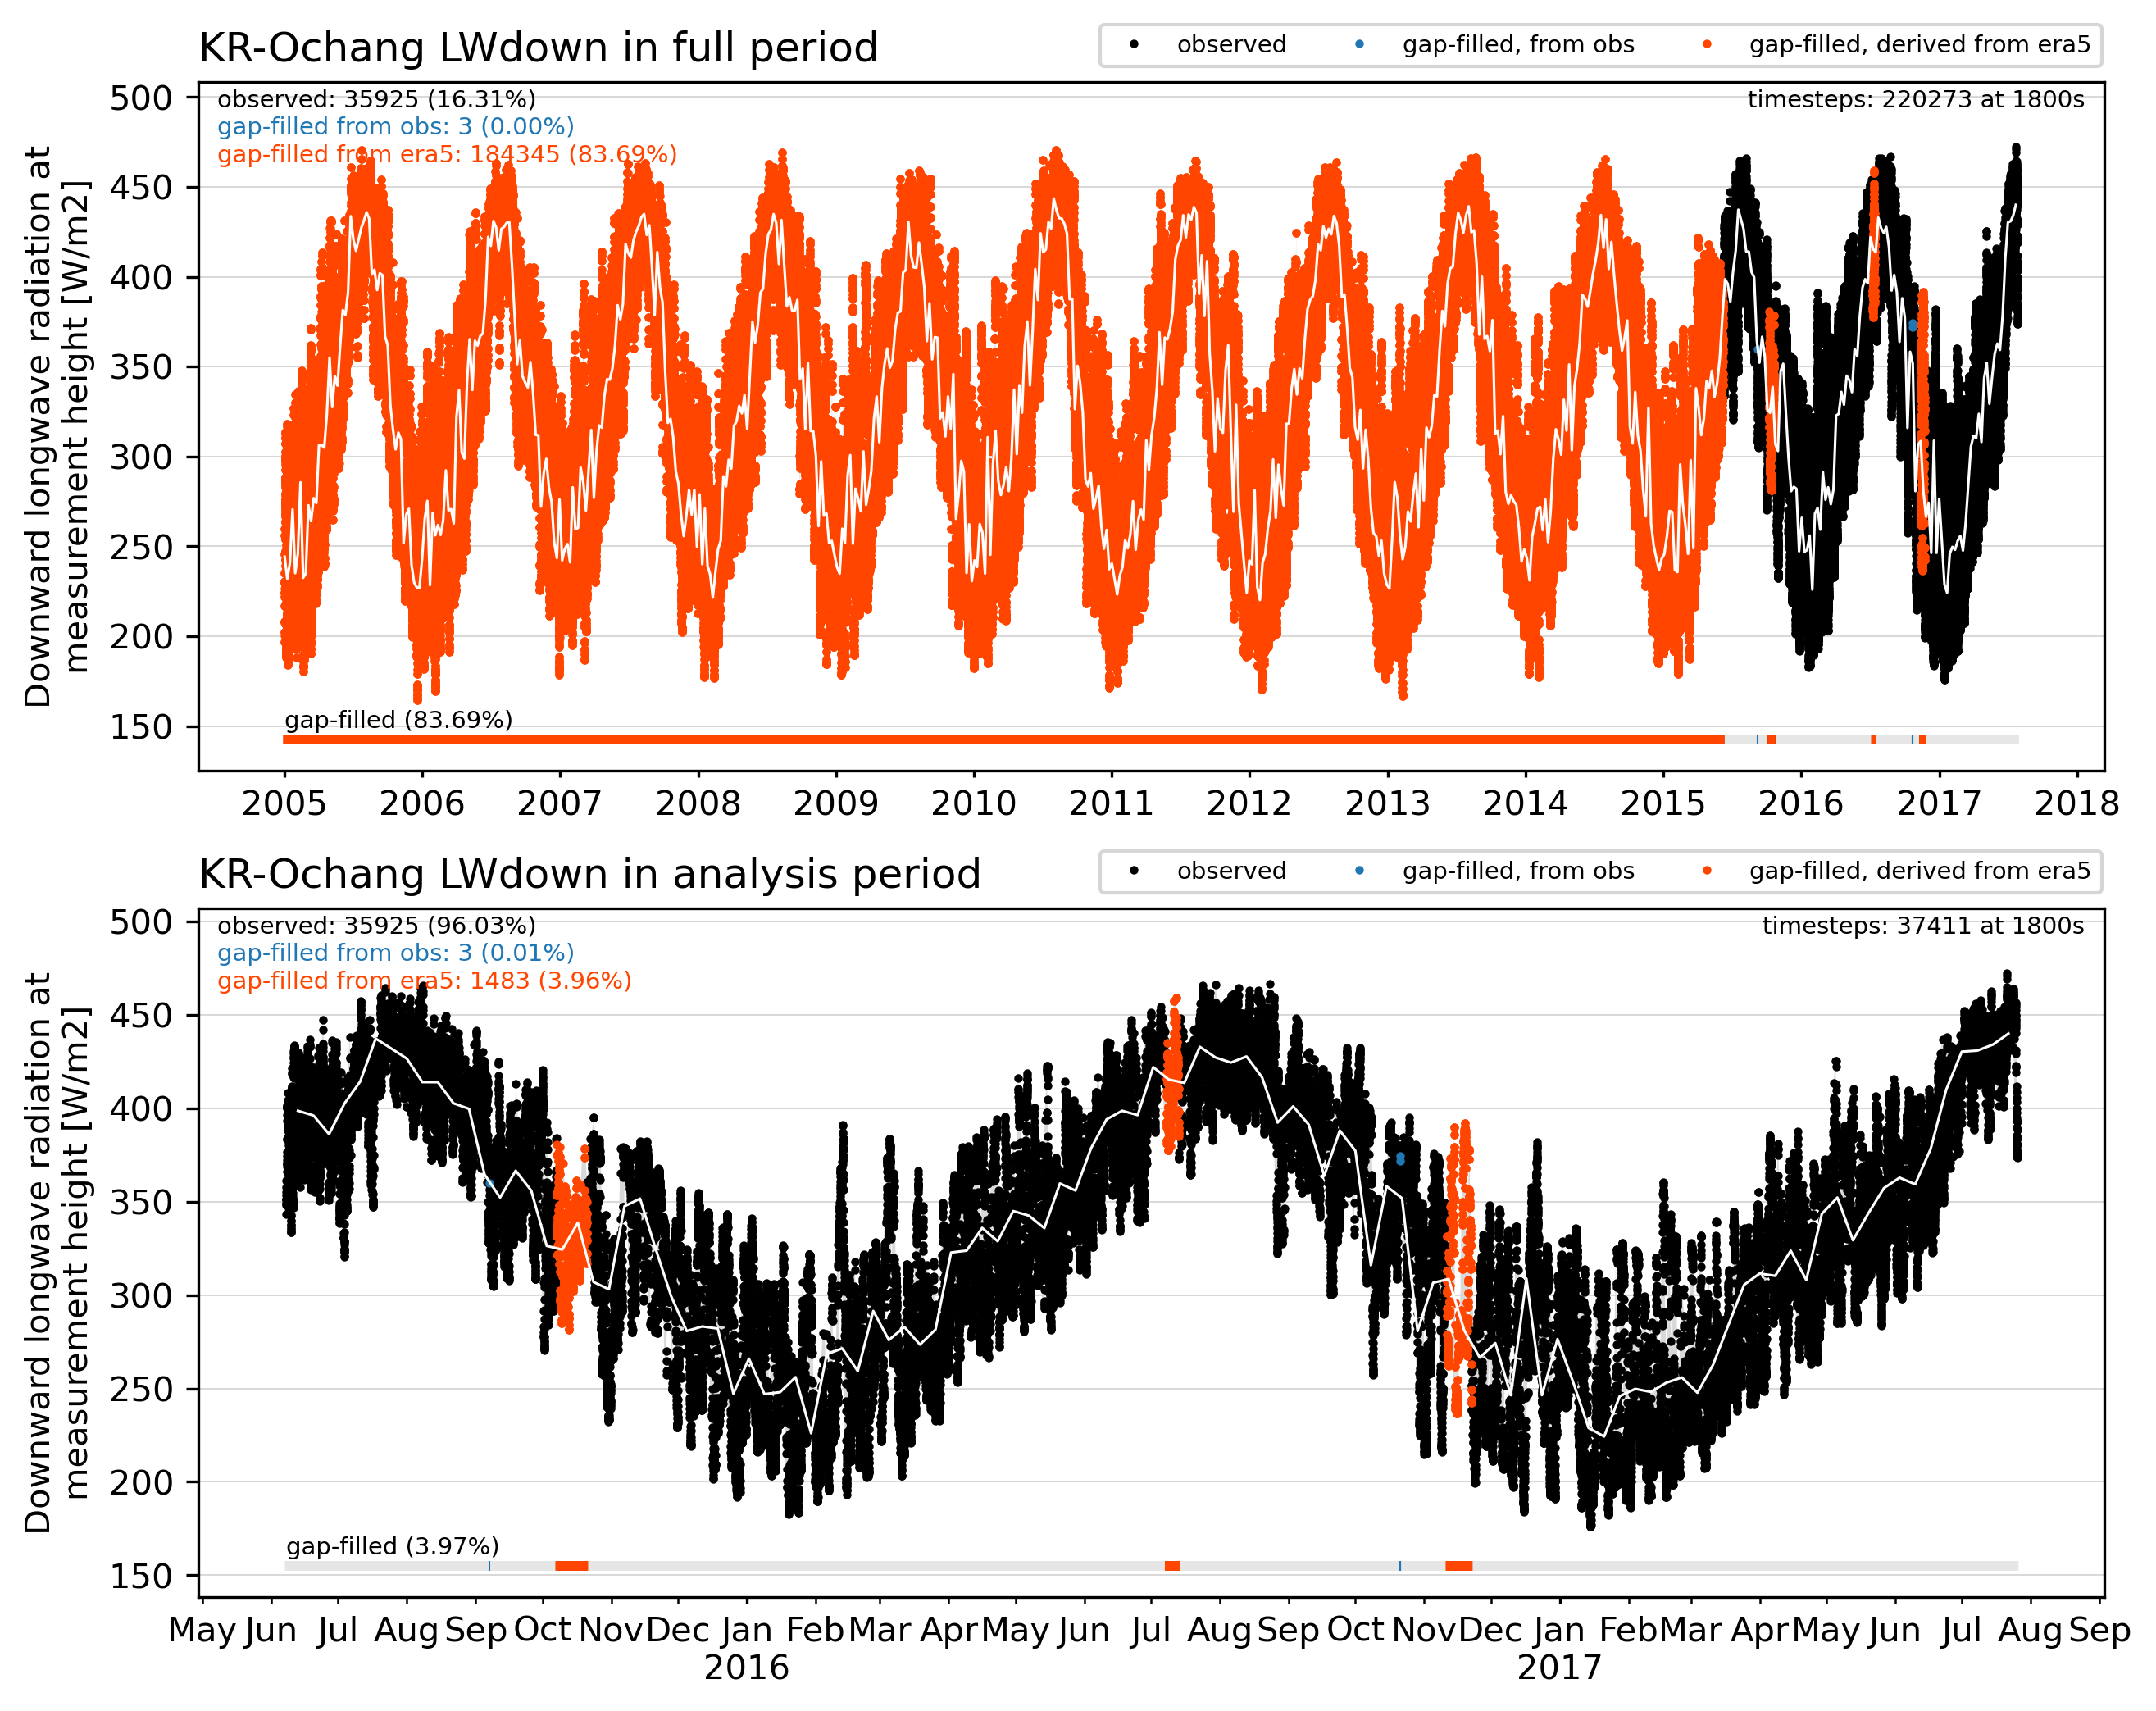 KR-Ochang LWdown in full period
observed gap-filled, from obs gap-filled, derived from era5
observed: 35925 (16.31%)
timesteps: 220273 at 1800s
gap-filled from obs: 3 (0.00%)
gap-filled from era5: 184345 (83.69%)
Downward longwave radiation at
measurement height [W/m2]
500
450
400
350
300
250
200
150
gap-filled (83.69%)
2005 2006 2007 2008 2009 2010 2011 2012 2013 2014 2015 2016 2017 2018
KR-Ochang LWdown in analysis period
observed gap-filled, from obs gap-filled, derived from era5
observed: 35925 (96.03%)
timesteps: 37411 at 1800s
gap-filled from obs: 3 (0.01%)
gap-filled from era5: 1483 (3.96%)
Downward longwave radiation at
measurement height [W/m2]
500
450
400
350
300
250
200
150
gap-filled (3.97%)
May Jun Jul Aug Sep Oct Nov Dec Jan Feb Mar Apr May Jun Jul Aug Sep Oct Nov Dec Jan Feb Mar Apr May Jun Jul Aug Sep
2016 2017